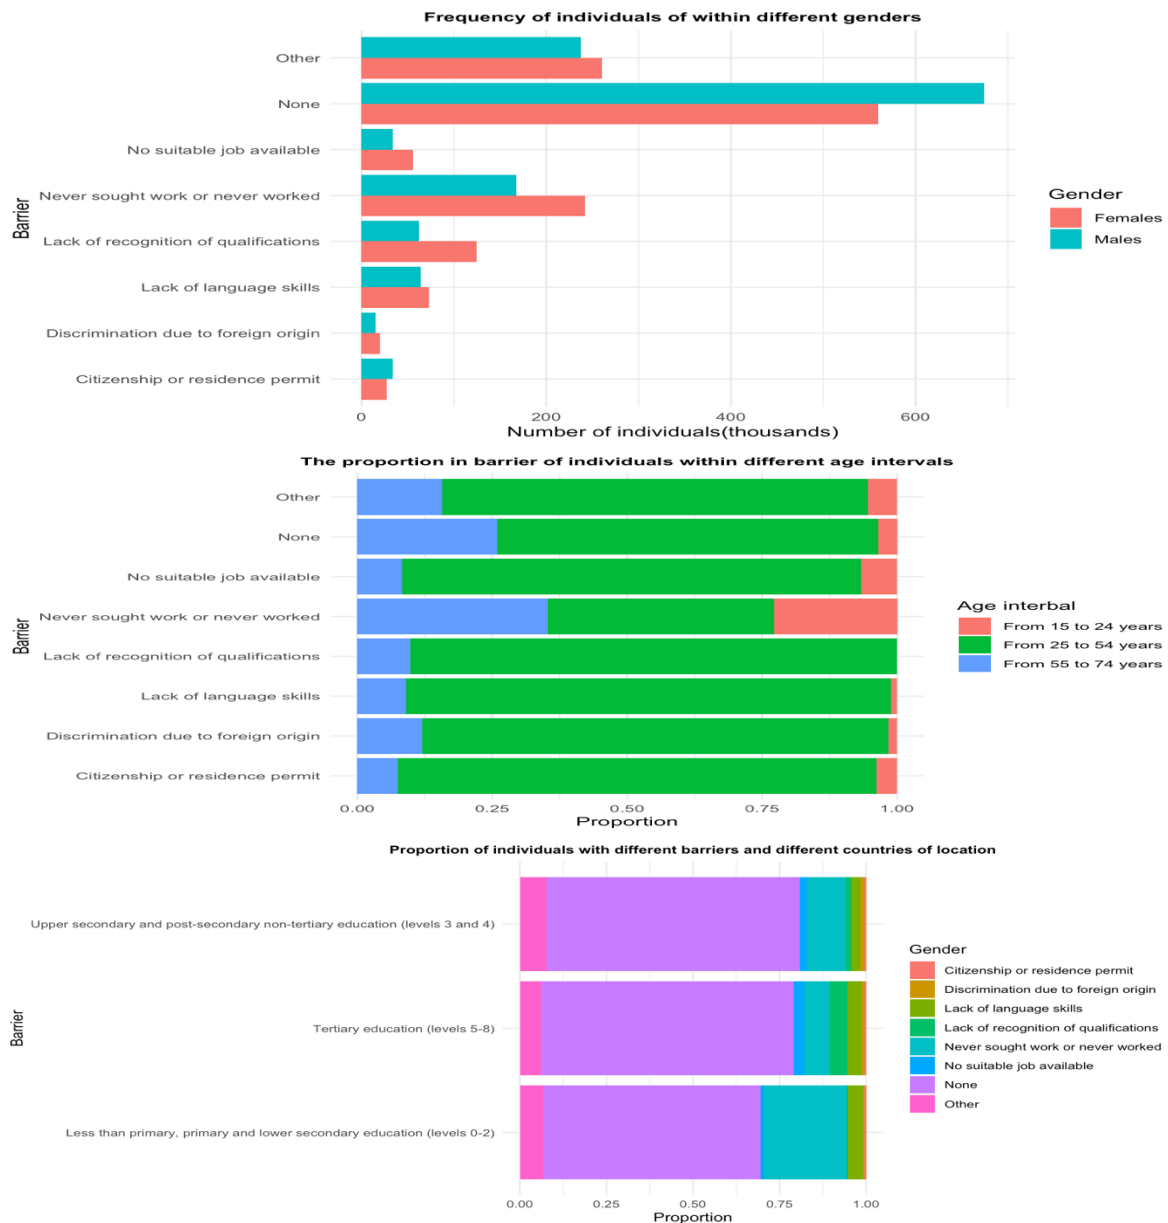 Frequency of individuals of within different genders
Barrier
Other
None
No suitable job available
Never sought work or never worked
Lack of recognition of qualifications
Lack of language skills
Discrimination due to foreign origin
Citizenship or residence permit
0 200 400 600
Number of individuals(thousands)
Gender
Females
Males
The proportion in barrier of individuals within different age intervals
Barrier
Other
None
No suitable job available
Never sought work or never worked
Lack of recognition of qualifications
Lack of language skills
Discrimination due to foreign origin
Citizenship or residence permit
0.00 0.25 0.50 0.75 1.00
Proportion
Age interbal
From 15 to 24 years
From 25 to 54 years
From 55 to 74 years
Proportion of individuals with different barriers and different countries of location
Barrier
Upper secondary and post-secondary non-tertiary education (levels 3 and 4)
Tertiary education (levels 5-8)
Less than primary, primary and lower secondary education (levels 0-2)
0.00 0.25 0.50 0.75 1.00
Proportion
Gender
Citizenship or residence permit
Discrimination due to foreign origin
Lack of language skills
Lack of recognition of qualifications
Never sought work or never worked
No suitable job available
None
Other